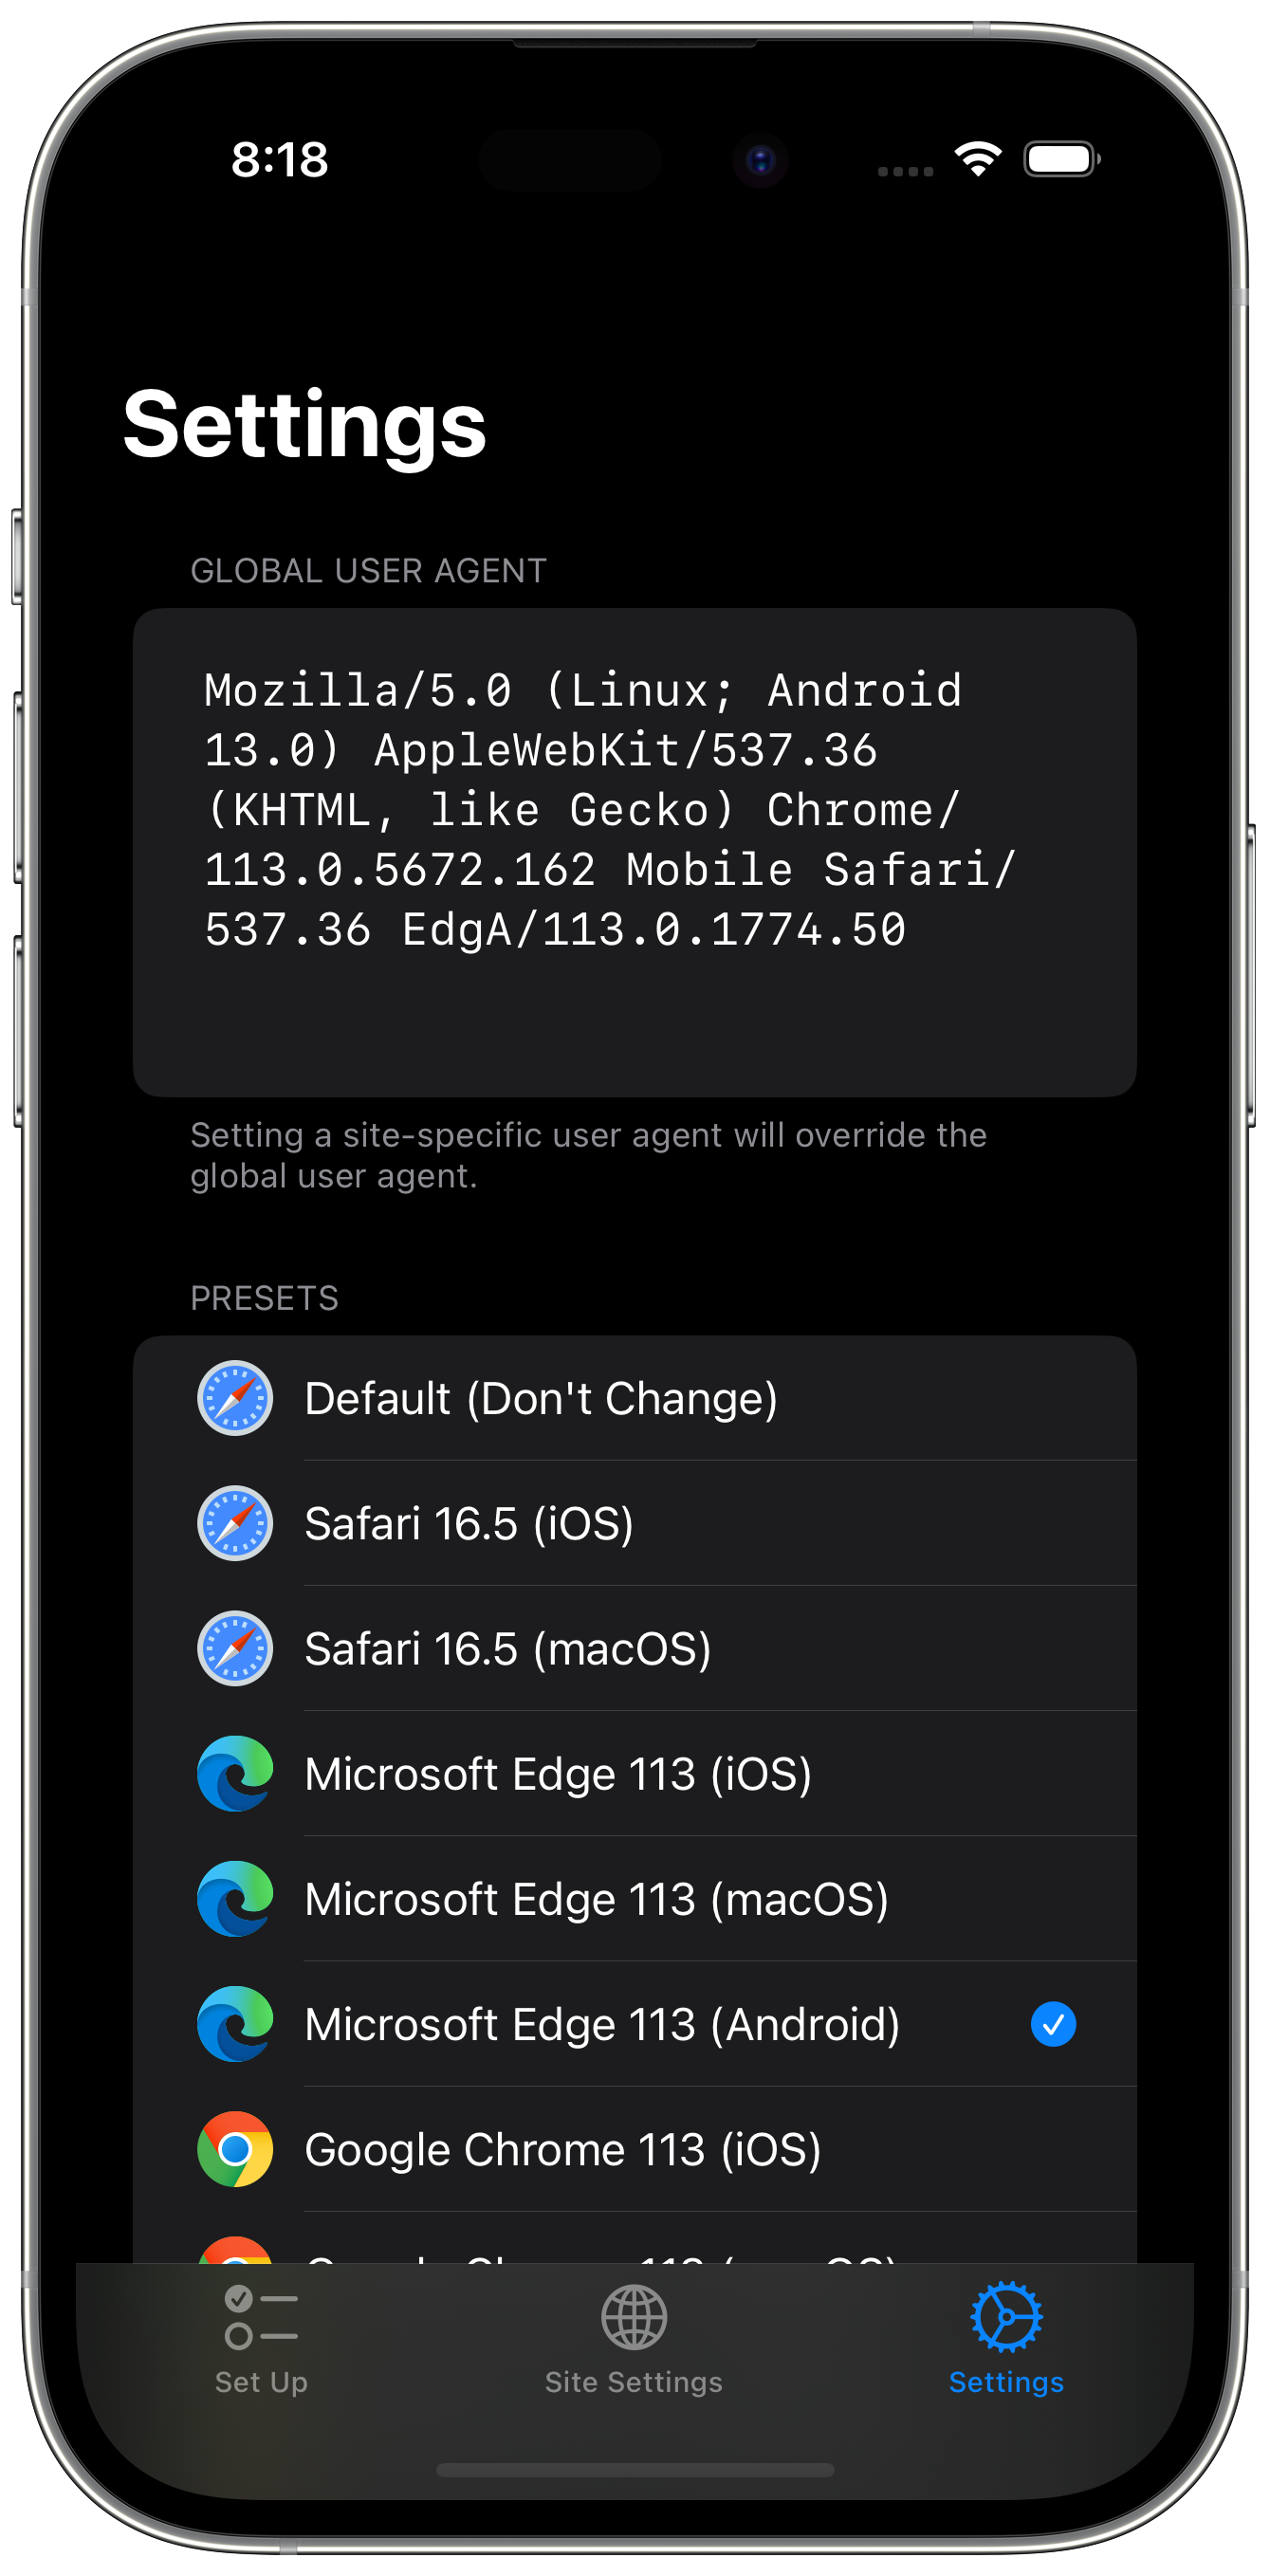 8:18
Settings
GLOBAL USER AGENT
Mozilla/5.0 (Linux; Android
13.0) AppleWebKit/537.36
(KHTML, like Gecko) Chrome/
113.0.5672.162 Mobile Safari/
537.36 EdgA/113.0.1774.50
Setting a site-specific user agent will override the
global user agent.
PRESETS
Default (Don't Change)
Safari 16.5 (iOS)
Safari 16.5 (macOS)
Microsoft Edge 113 (iOS)
Microsoft Edge 113 (macOS)
Microsoft Edge 113 (Android)
Google Chrome 113 (iOS)
Google Chrome 113 (macOS)
Set Up
Site Settings
Settings